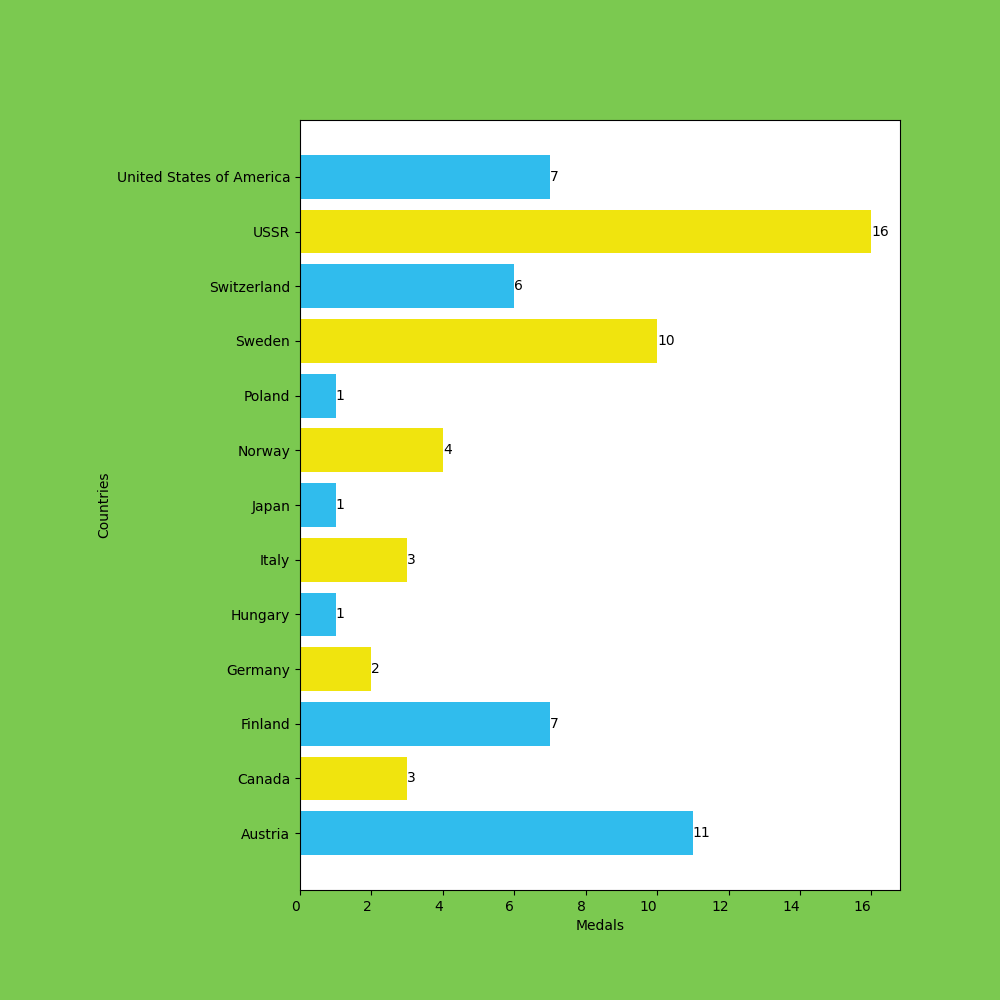 United States of America 7
USSR 16
Switzerland 6
Sweden 10
Poland 1
Norway 4
Japan 1
Italy 3
Hungary 1
Germany 2
Finland 7
Canada 3
Austria 11
Countries
0 2 4 6 8 10 12 14 16
Medals